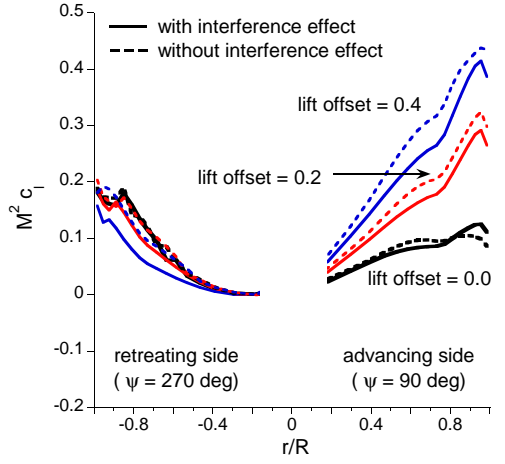 0.5
with interference effect
without interference effect
0.4
lift offset = 0.4
0.3
M² c_l
0.2
lift offset = 0.2
0.1
lift offset = 0.0
0
-0.1
retreating side
( ψ = 270 deg)
advancing side
( ψ = 90 deg)
-0.2
-0.8 -0.4 0 0.4 0.8
r/R